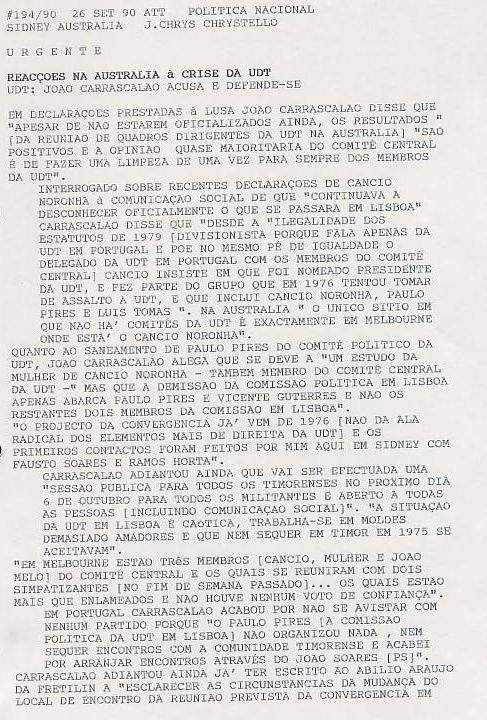 #194/90  26 SET 90 ATT   POLITICA NACIONAL
SIDNEY AUSTRALIA   J.CHRYS CHRYSTELLO
U R G E N T E
REACÇOES NA AUSTRALIA à CRISE DA UDT
UDT: JOAO CARRASCALAO ACUSA E DEFENDE-SE
EM DECLARAÇOES PRESTADAS à LUSA JOAO CARRASCALAO DISSE QUE
"APESAR DE NAO ESTAREM OFICIALIZADOS AINDA, OS RESULTADOS "
[DA REUNIAO DE QUADROS DIRIGENTES DA UDT NA AUSTRALIA] "SAO
POSITIVOS E A OPINIAO  QUASE MAIORITARIA DO COMITÉ CENTRAL
É DE FAZER UMA LIMPEZA DE UMA VEZ PARA SEMPRE DOS MEMBROS
DA UDT".
INTERROGADO SOBRE RECENTES DECLARAÇOES DE CANCIO
NORONHA à COMUNICAÇAO SOCIAL DE QUE "CONTINUAVA A
DESCONHECER OFICIALMENTE O QUE SE PASSARA EM LISBOA"
CARRASCALAO DISSE QUE "DESDE A "ILEGALIDADE DOS
ESTATUTOS DE 1979 [DIVISIONISTA PORQUE FALA APENAS DA
UDT EM PORTUGAL E POE NO MESMO PÉ DE IGUALDADE O
DELEGADO DA UDT EM PORTUGAL COM OS MEMBROS DO COMITÉ
CENTRAL] CANCIO INSISTE EM QUE FOI NOMEADO PRESIDENTE
DA UDT, E FEZ PARTE DO GRUPO QUE EM 1976 TENTOU TOMAR
DE ASSALTO A UDT, E QUE INCLUI CANCIO NORONHA, PAULO
PIRES E LUIS TOMAS ". NA AUSTRALIA " O UNICO SITIO EM
QUE NAO HA' COMITÉS DA UDT É EXACTAMENTE EM MELBOURNE
ONDE ESTA' O CANCIO NORONHA".
QUANTO AO SANEAMENTO DE PAULO PIRES DO COMITÉ POLITICO DA
UDT, JOAO CARRASCALAO ALEGA QUE SE DEVE A "UM ESTUDO DA
MULHER DE CANCIO NORONHA - TAMBEM MEMBRO DO COMITÉ CENTRAL
DA UDT -" MAS QUE A DEMISSAO DA COMISSAO POLITICA EM LISBOA
APENAS ABARCA PAULO PIRES E VICENTE GUTERRES E NAO OS
RESTANTES DOIS MEMBROS DA COMISSAO EM LISBOA".
"O PROJECTO DA CONVERGENCIA JA' VEM DE 1976 [NAO DA ALA
RADICAL DOS ELEMENTOS MAIS DE DIREITA DA UDT] E OS
PRIMEIROS CONTACTOS FORAM FEITOS POR MIM AQUI EM SIDNEY COM
FAUSTO SOARES E RAMOS HORTA".
CARRASCALAO ADIANTOU AINDA QUE VAI SER EFECTUADA UMA
"SESSAO PUBLICA PARA TODOS OS TIMORENSES NO PROXIMO DIA
6 DE OUTUBRO PARA TODOS OS MILITANTES E ABERTO A TODAS
AS PESSOAS [INCLUINDO COMUNICAÇAO SOCIAL]". "A SITUAÇAO
DA UDT EM LISBOA É CAóTICA, TRABALHA-SE EM MOLDES
DEMASIADO AMADORES E QUE NEM SEQUER EM TIMOR EM 1975 SE
ACEITAVAM".
"EM MELBOURNE ESTAO TRêS MEMBROS [CANCIO, MULHER E JOAO
MELO] DO COMITÉ CENTRAL E OS QUAIS SE REUNIRAM COM DOIS
SIMPATIZANTES [NO FIM DE SEMANA PASSADO]... OS QUAIS ESTAO
MAIS QUE ENLAMEADOS E NAO HOUVE NENHUM VOTO DE CONFIANÇA".
EM PORTUGAL CARRASCALAO ACABOU POR NAO SE AVISTAR COM
NENHUM PARTIDO PORQUE "O PAULO PIRES [A COMISSAO
POLITICA DA UDT EM LISBOA] NAO ORGANIZOU NADA , NEM
SEQUER ENCONTROS COM A COMUNIDADE TIMORENSE E ACABEI
POR ARRANJAR ENCONTROS ATRAVÉS DO JOAO SOARES [PS]".
CARRASCALAO ADIANTOU AINDA JA' TER ESCRITO AO ABILIO ARAUJO
DA FRETILIN A "ESCLARECER AS CIRCUNSTANCIAS DA MUDANÇA DO
LOCAL DE ENCONTRO DA REUNIAO PREVISTA DA CONVERGENCIA EM